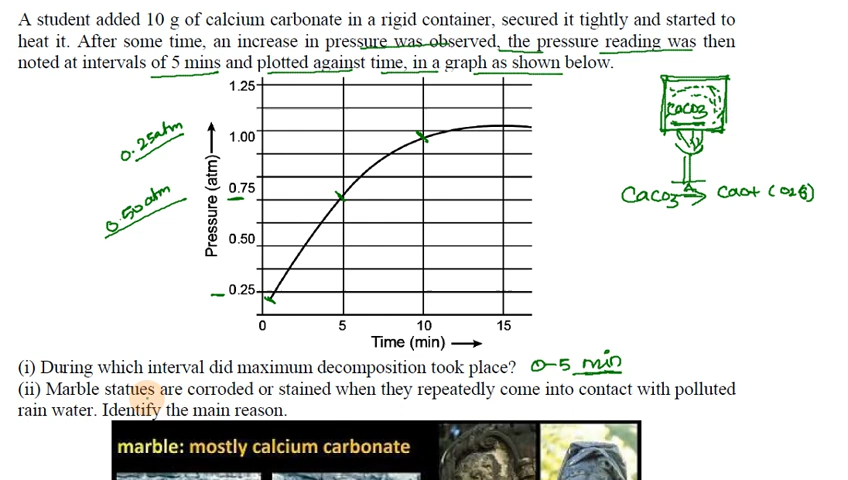 A student added 10 g of calcium carbonate in a rigid container, secured it tightly and started to
heat it. After some time, an increase in pressure was observed, the pressure reading was then
noted at intervals of 5 mins and plotted against time, in a graph as shown below.
1.25
1.00
0.75
0.50
0.25
Pressure (atm)
0 5 10 15
Time (min)
0.25atm
0.50atm
CaCO3
CaCO3 Δ CaO+ CO2(g)
(i) During which interval did maximum decomposition took place? 0-5 min
(ii) Marble statues are corroded or stained when they repeatedly come into contact with polluted
rain water. Identify the main reason.
marble: mostly calcium carbonate